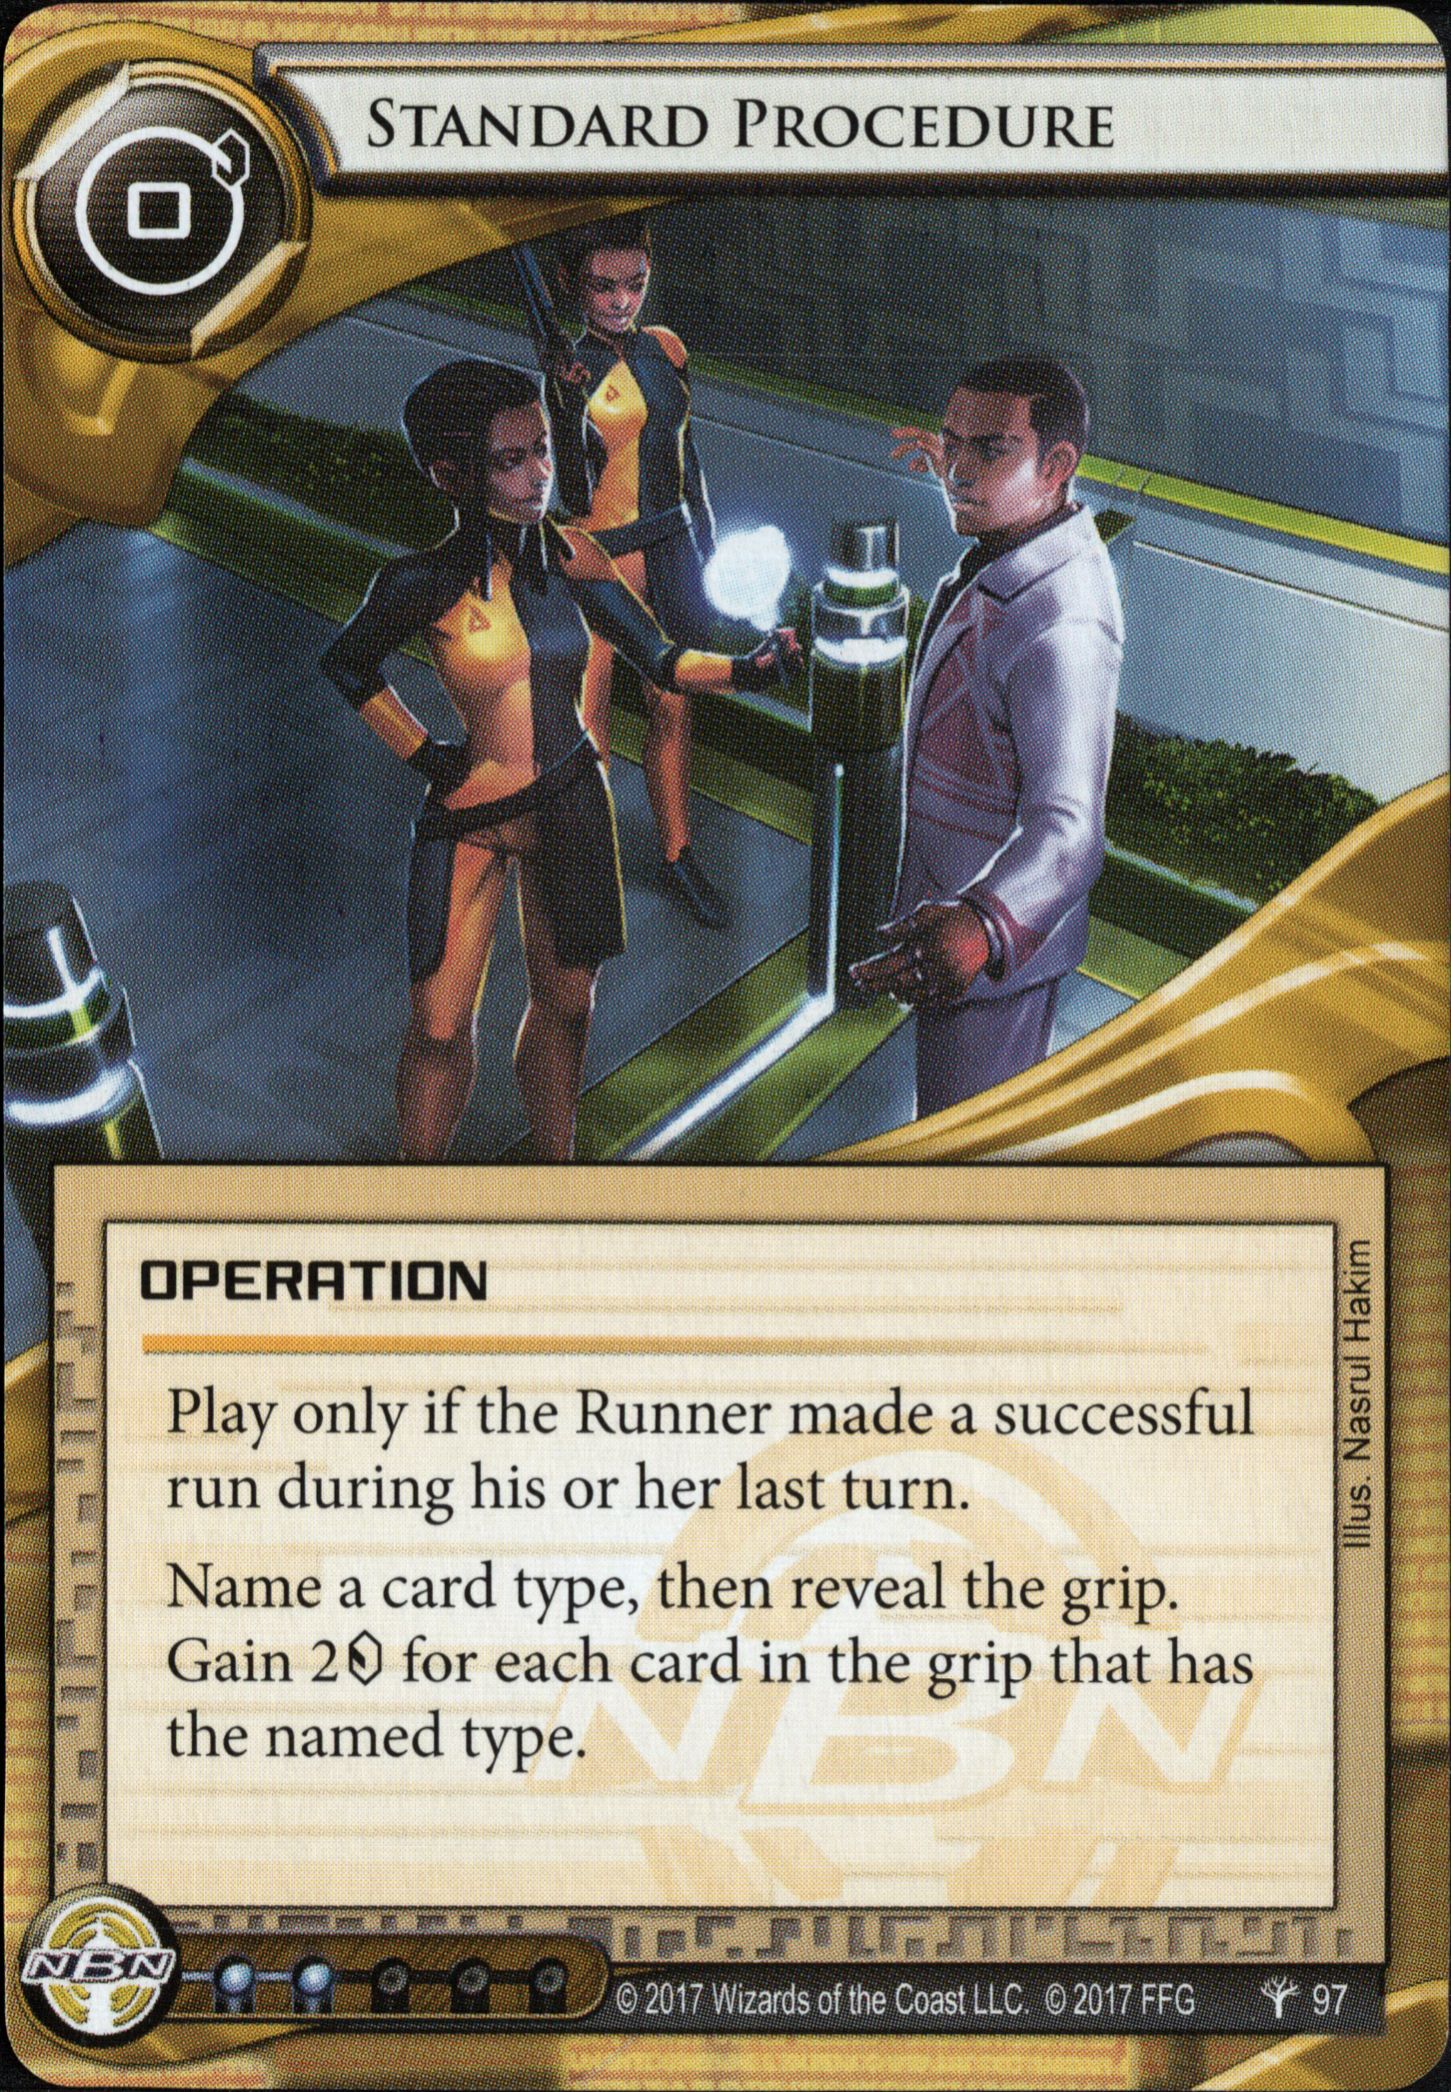 0
STANDARD PROCEDURE
OPERATION
Play only if the Runner made a successful
run during his or her last turn.
Name a card type, then reveal the grip.
Gain 2 for each card in the grip that has
the named type.
NBN
Illus. Nasrul Hakim
NBN
© 2017 Wizards of the Coast LLC. © 2017 FFG
97